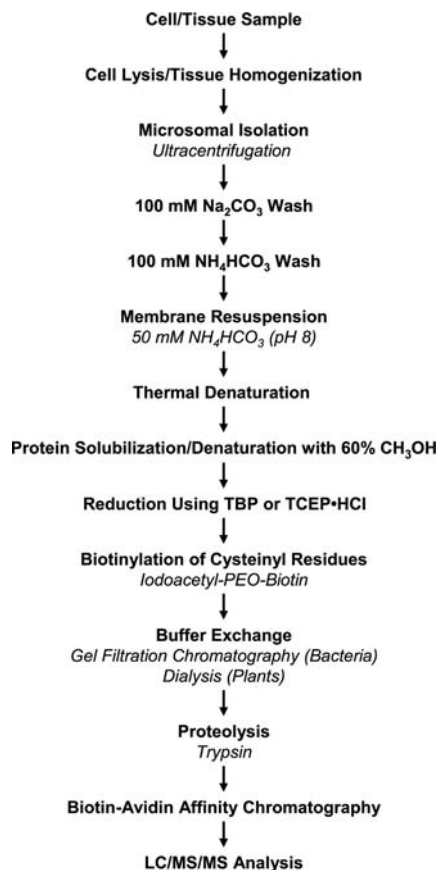 Cell/Tissue Sample
Cell Lysis/Tissue Homogenization
Microsomal Isolation
Ultracentrifugation
100 mM Na₂CO₃ Wash
100 mM NH₄HCO₃ Wash
Membrane Resuspension
50 mM NH₄HCO₃ (pH 8)
Thermal Denaturation
Protein Solubilization/Denaturation with 60% CH₃OH
Reduction Using TBP or TCEP•HCl
Biotinylation of Cysteinyl Residues
Iodoacetyl-PEO-Biotin
Buffer Exchange
Gel Filtration Chromatography (Bacteria)
Dialysis (Plants)
Proteolysis
Trypsin
Biotin-Avidin Affinity Chromatography
LC/MS/MS Analysis